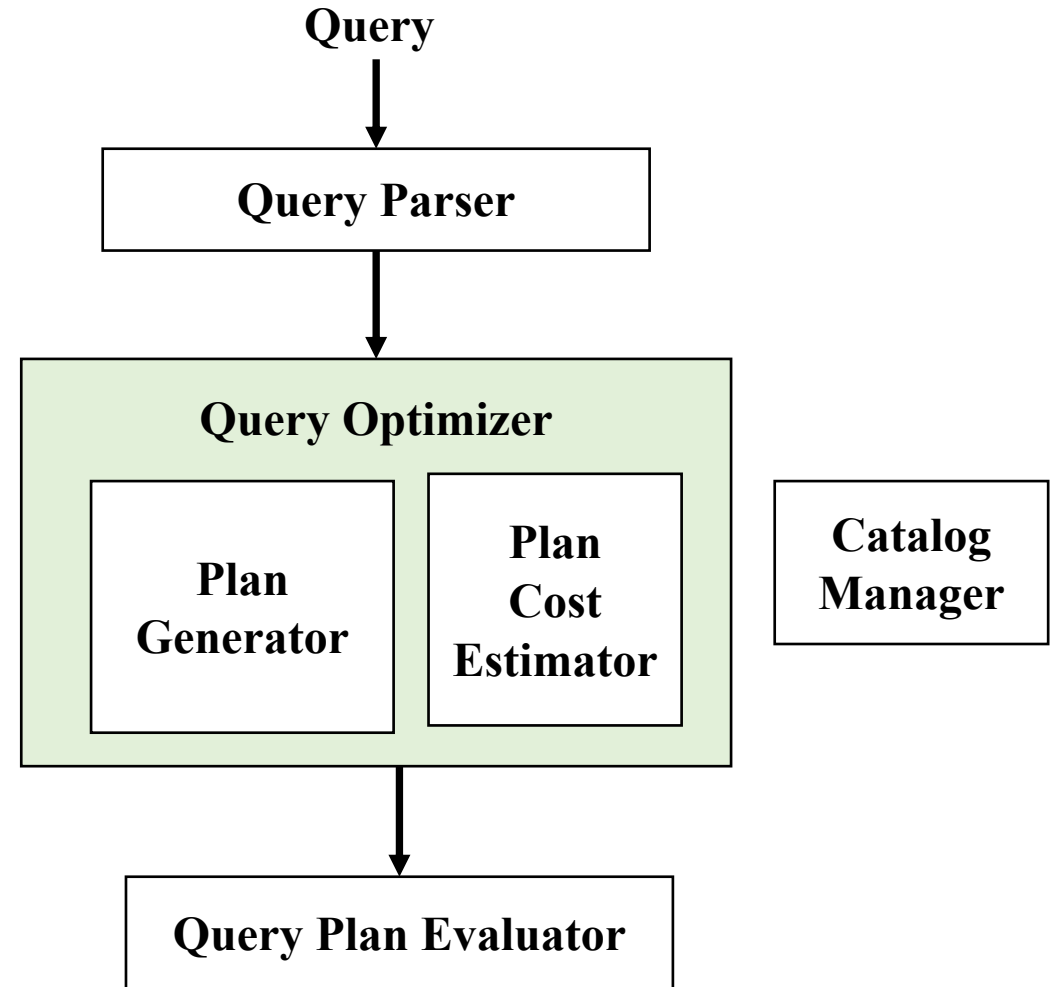 Query
Query Parser
Query Optimizer
Plan
Generator
Plan
Cost
Estimator
Catalog
Manager
Query Plan Evaluator